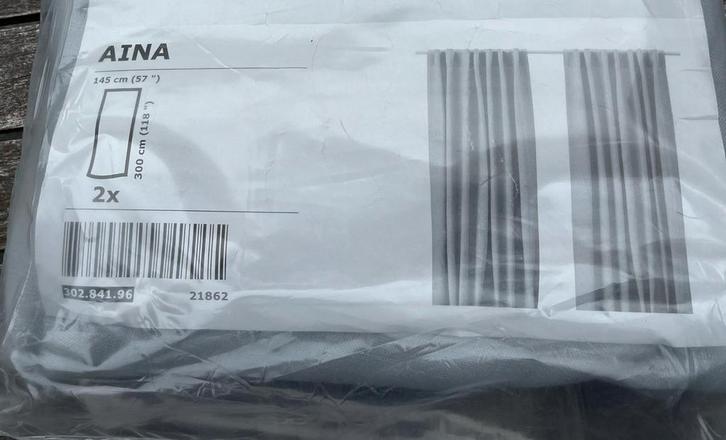 AINA
145 cm (57 ")
300 cm (118 ")
2x
302.841.96 21862